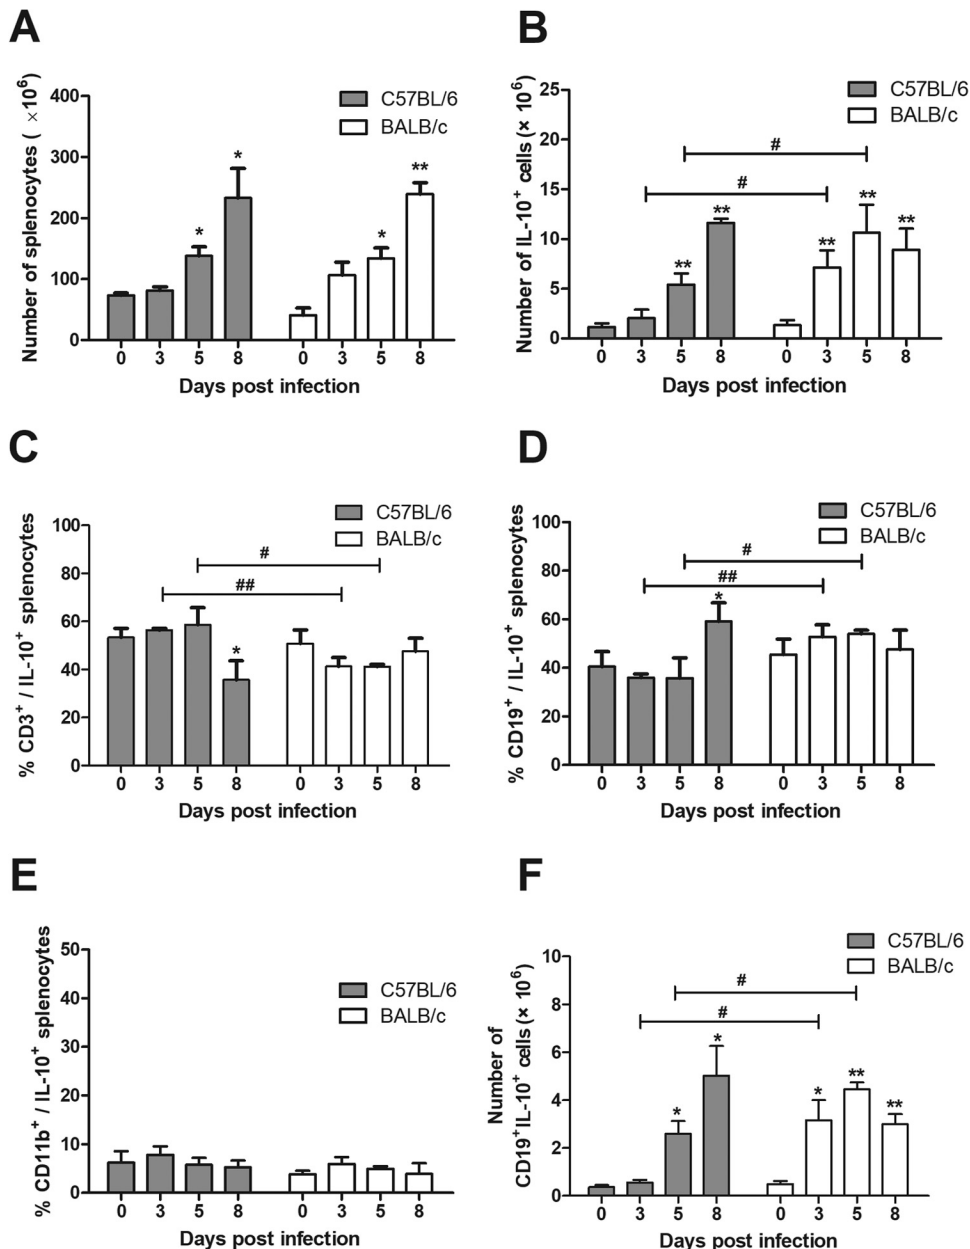 A
Number of splenocytes ( ×10⁶)
400
300
200
100
0
C57BL/6
BALB/c
* * * **
0 3 5 8 0 3 5 8
Days post infection
B
Number of IL-10⁺ cells (× 10⁶)
25
20
15
10
5
0
C57BL/6
BALB/c
#
#
** ** ** ** **
0 3 5 8 0 3 5 8
Days post infection
C
% CD3⁺ / IL-10⁺ splenocytes
100
80
60
40
20
0
C57BL/6
BALB/c
#
##
*
0 3 5 8 0 3 5 8
Days post infection
D
% CD19⁺ / IL-10⁺ splenocytes
100
80
60
40
20
0
C57BL/6
BALB/c
#
##
*
0 3 5 8 0 3 5 8
Days post infection
E
% CD11b⁺ / IL-10⁺ splenocytes
50
40
30
20
10
0
C57BL/6
BALB/c
0 3 5 8 0 3 5 8
Days post infection
F
Number of
CD19⁺IL-10⁺ cells (× 10⁶)
10
8
6
4
2
0
C57BL/6
BALB/c
#
#
* * * ** **
0 3 5 8 0 3 5 8
Days post infection